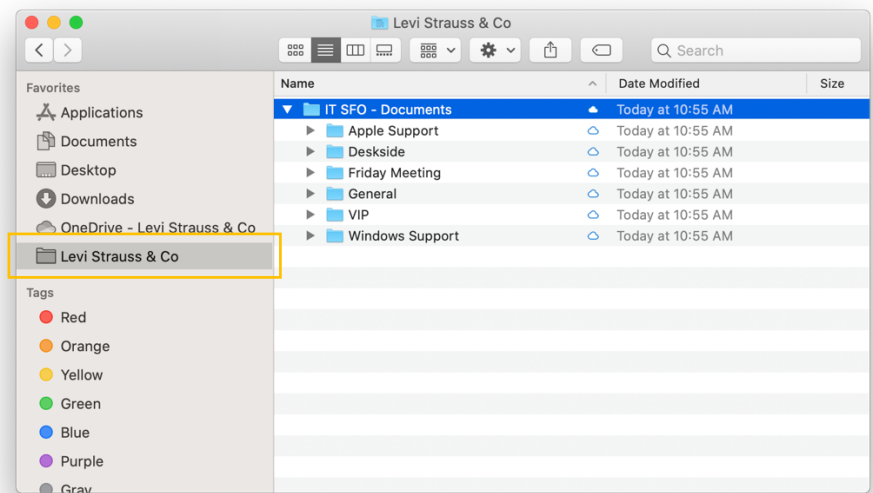 Levi Strauss & Co
Search
Favorites
Applications
Documents
Desktop
Downloads
OneDrive - Levi Strauss & Co
Levi Strauss & Co
Tags
Red
Orange
Yellow
Green
Blue
Purple
Gray
Name Date Modified Size
IT SFO - Documents Today at 10:55 AM
Apple Support Today at 10:55 AM
Deskside Today at 10:55 AM
Friday Meeting Today at 10:55 AM
General Today at 10:55 AM
VIP Today at 10:55 AM
Windows Support Today at 10:55 AM